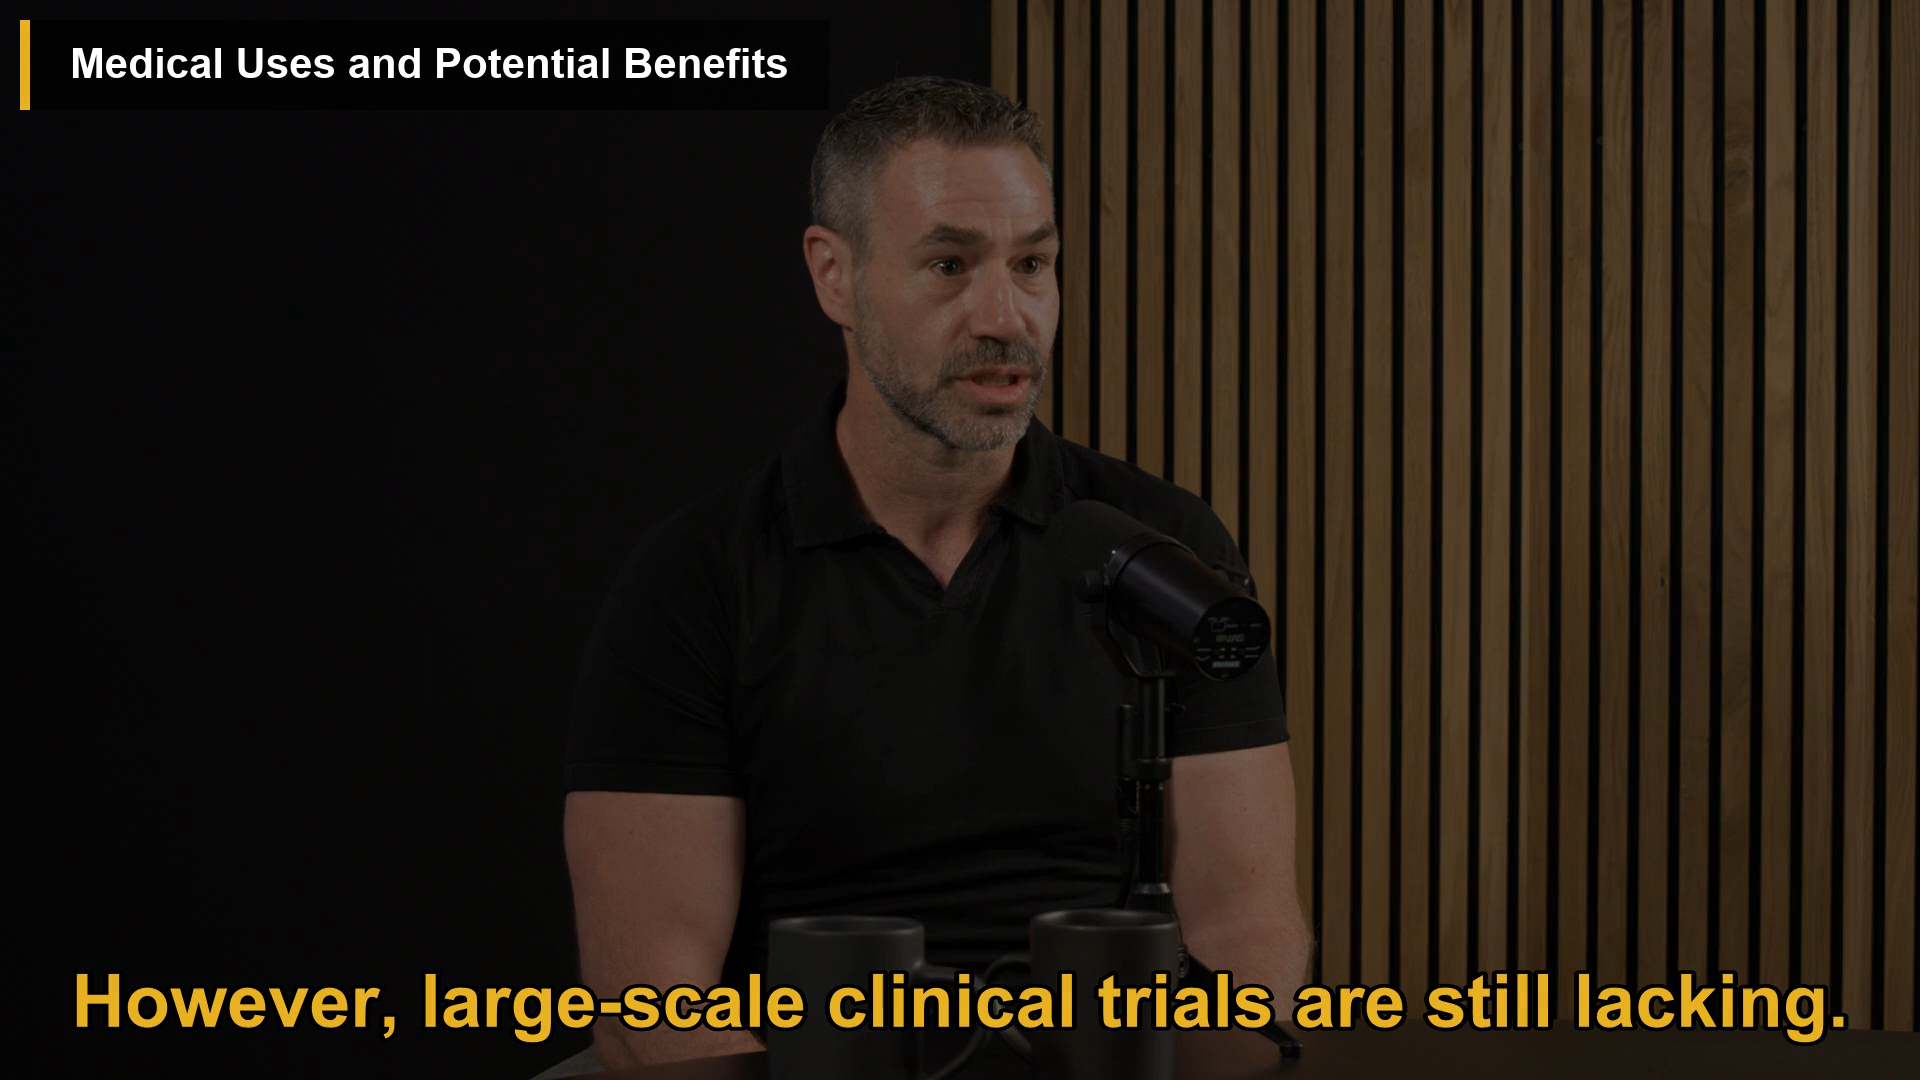 Medical Uses and Potential Benefits
However, large-scale clinical trials are still lacking.